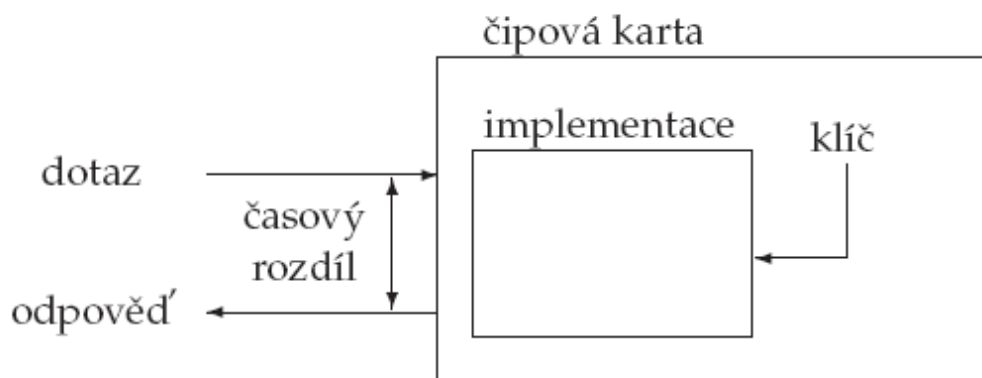 čipová karta
implementace
klíč
dotaz
časový
rozdíl
odpověď